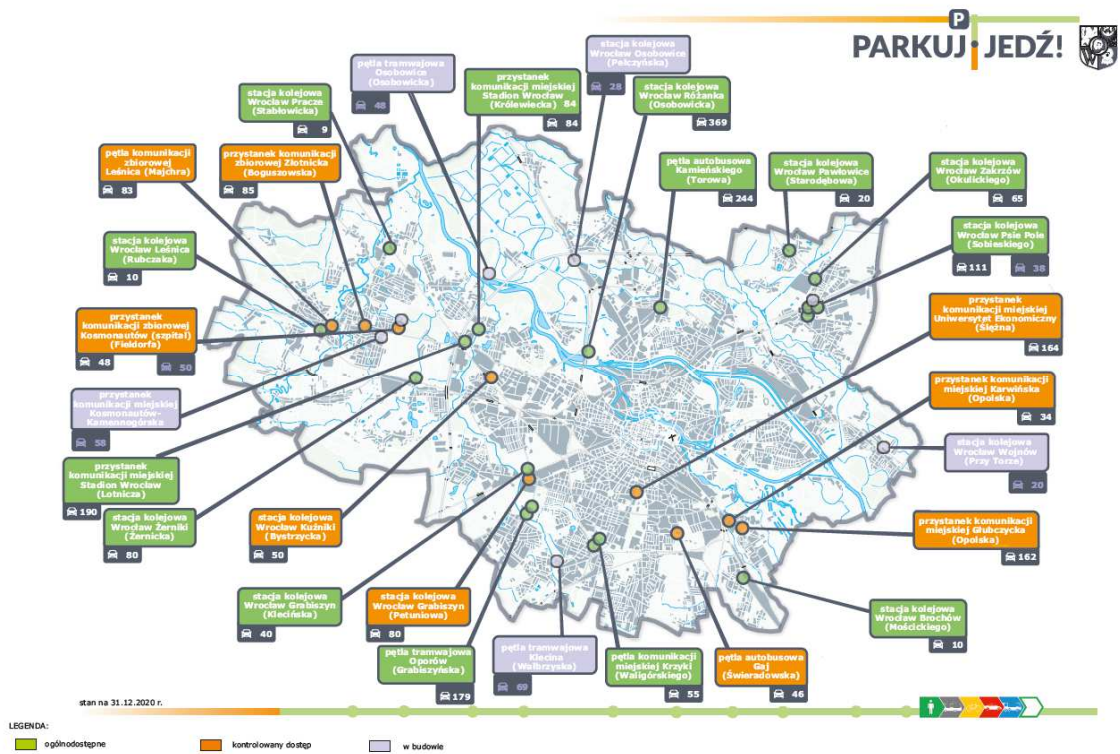 P
PARKUJ JEDŹ!
pętla tramwajowa
Osobowice
(Osobowicka)
48
stacja kolejowa
Wrocław Osobowice
(Pełczyńska)
28
stacja kolejowa
Wrocław Pracze
(Stabłowicka)
9
przystanek
komunikacji miejskiej
Stadion Wrocław
(Królewiecka) 84
84
stacja kolejowa
Wrocław Różanka
(Osobowicka)
369
pętla komunikacji
zbiorowej
Leśnica (Majchra)
83
przystanek komunikacji
zbiorowej Złotnicka
(Boguszowska)
85
pętla autobusowa
Kamieńskiego
(Torowa)
244
stacja kolejowa
Wrocław Pawłowice
(Starodębowa)
20
stacja kolejowa
Wrocław Zakrzów
(Okulickiego)
65
stacja kolejowa
Wrocław Leśnica
(Rubczaka)
10
stacja kolejowa
Wrocław Psie Pole
(Sobieskiego)
111 38
przystanek
komunikacji zbiorowej
Kosmonautów (szpital)
(Fieldorfa)
48 50
przystanek
komunikacji miejskiej
Uniwersytet Ekonomiczny
(Ślężna)
164
przystanek
komunikacji miejskiej
Kosmonautów-
Kamiennogórska
58
przystanek komunikacji
miejskiej Karwińska
(Opolska)
34
przystanek
komunikacji miejskiej
Stadion Wrocław
(Lotnicza)
190
stacja kolejowa
Wrocław Wojnów
(Przy Torze)
20
stacja kolejowa
Wrocław Żerniki
(Żernicka)
80
stacja kolejowa
Wrocław Kuźniki
(Bystrzycka)
50
przystanek komunikacji
miejskiej Głubczycka
(Opolska)
162
stacja kolejowa
Wrocław Grabiszyn
(Klecińska)
40
stacja kolejowa
Wrocław Grabiszyn
(Petuniowa)
80
stacja kolejowa
Wrocław Brochów
(Mościckiego)
10
pętla tramwajowa
Oporów
(Grabiszyńska)
179
pętla tramwajowa
Klecina
(Wałbrzyska)
69
pętla komunikacji
miejskiej Krzyki
(Waligórskiego)
55
pętla autobusowa
Gaj
(Świeradowska)
46
stan na 31.12.2020 r.
LEGENDA:
ogólnodostępne
kontrolowany dostęp
w budowie